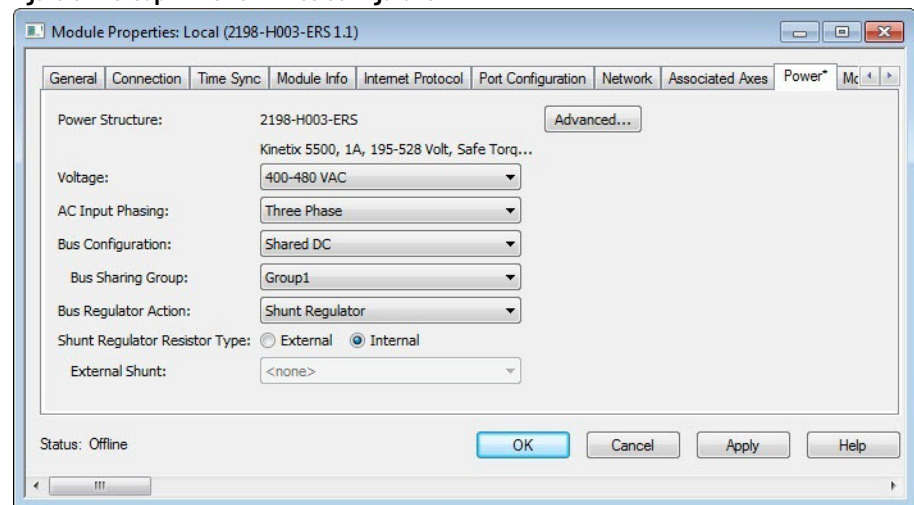 Module Properties: Local (2198-H003-ERS 1.1)
General Connection Time Sync Module Info Internet Protocol Port Configuration Network Associated Axes Power* Mc
Power Structure: 2198-H003-ERS Advanced...
Kinetix 5500, 1A, 195-528 Volt, Safe Torq...
Voltage: 400-480 VAC
AC Input Phasing: Three Phase
Bus Configuration: Shared DC
Bus Sharing Group: Group1
Bus Regulator Action: Shunt Regulator
Shunt Regulator Resistor Type: External Internal
External Shunt: <none>
Status: Offline OK Cancel Apply Help